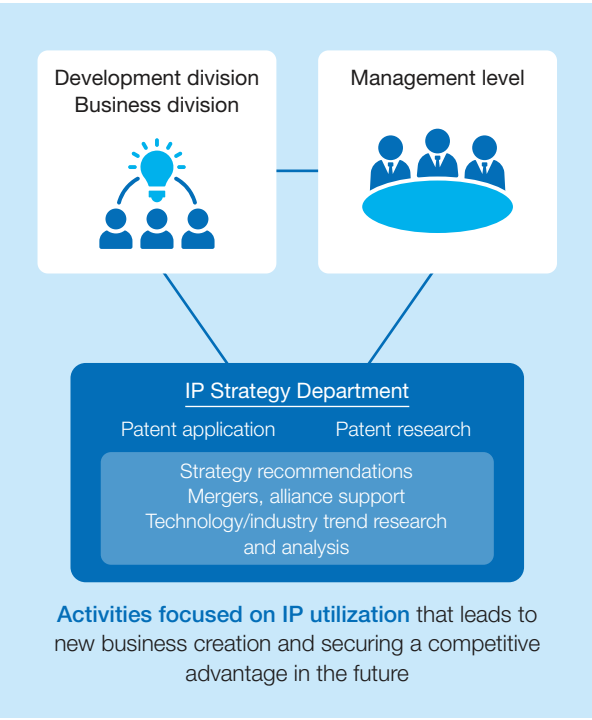 Development division
Business division
Management level
IP Strategy Department
Patent application
Patent research
Strategy recommendations
Mergers, alliance support
Technology/industry trend research
and analysis
Activities focused on IP utilization that leads to
new business creation and securing a competitive
advantage in the future